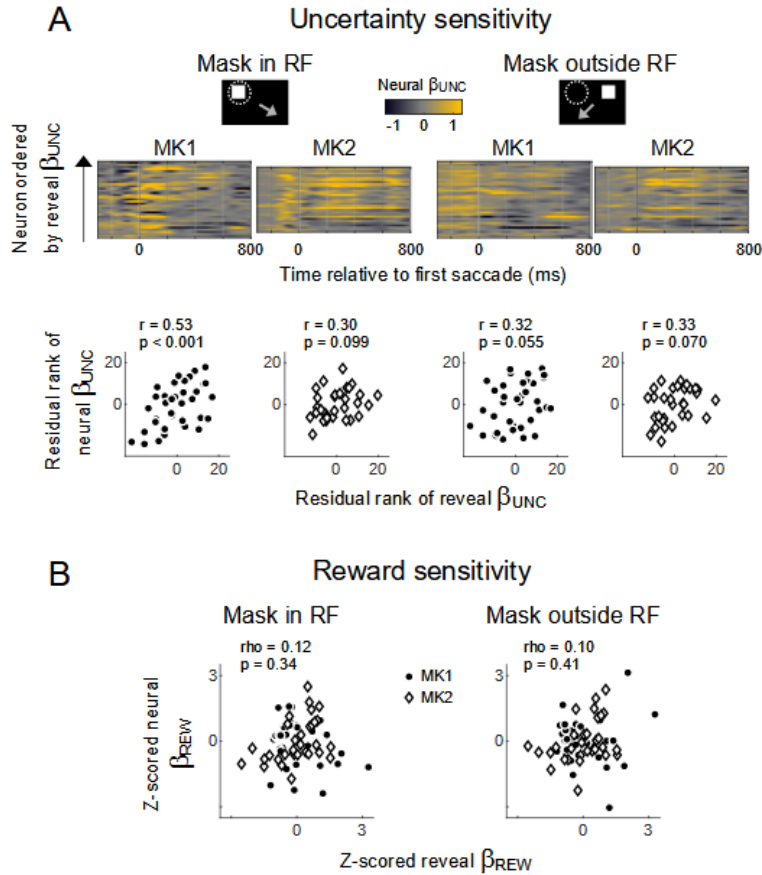 A
Uncertainty sensitivity
Mask in RF
Mask outside RF
Neural βUNC
-1 0 1
Neuron ordered
by reveal βUNC
MK1
MK2
MK1
MK2
0 800 0 800 0 800 0 800
Time relative to first saccade (ms)
r = 0.53
p < 0.001
r = 0.30
p = 0.099
r = 0.32
p = 0.055
r = 0.33
p = 0.070
Residual rank of
neural βUNC
20
0
20
0
20
0
20
0
0 20
0 20
0 20
0 20
Residual rank of reveal βUNC
B
Reward sensitivity
Mask in RF
Mask outside RF
rho = 0.12
p = 0.34
rho = 0.10
p = 0.41
MK1
MK2
Z-scored neural
βREW
3
0
3
0
0 3
0 3
Z-scored reveal βREW